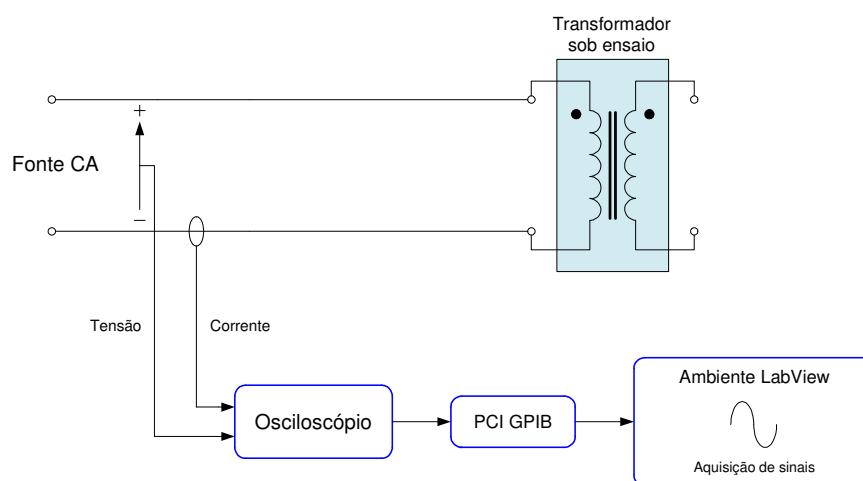 Transformador
sob ensaio
+
Fonte CA
−
Tensão
Corrente
Osciloscópio
PCI GPIB
Ambiente LabView
Aquisição de sinais